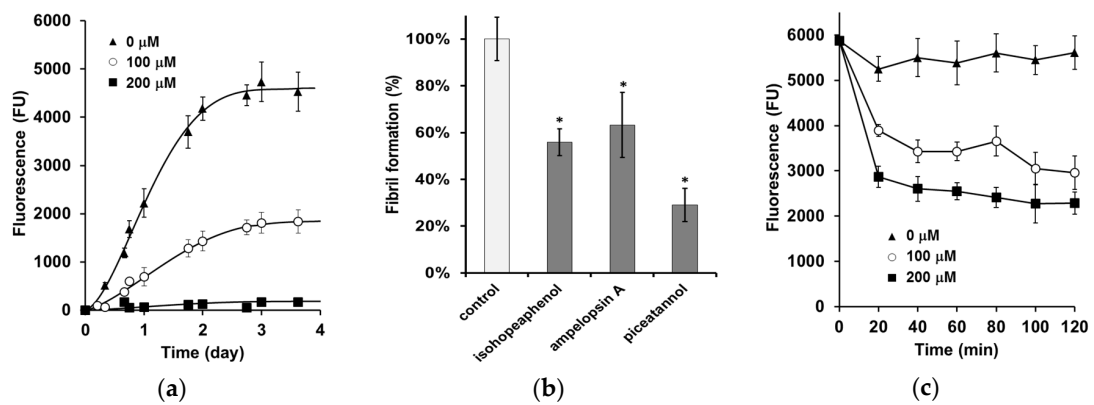 6000
5000
4000
3000
2000
1000
0
Fluorescence (FU)
0 μM
100 μM
200 μM
0 1 2 3 4
Time (day)
(a)
100%
80%
60%
40%
20%
0%
Fibril formation (%)
*
*
*
control
isohopeaphenol
ampelopsin A
piceatannol
(b)
6000
5000
4000
3000
2000
1000
0
Fluorescence (FU)
0 μM
100 μM
200 μM
0 20 40 60 80 100 120
Time (min)
(c)